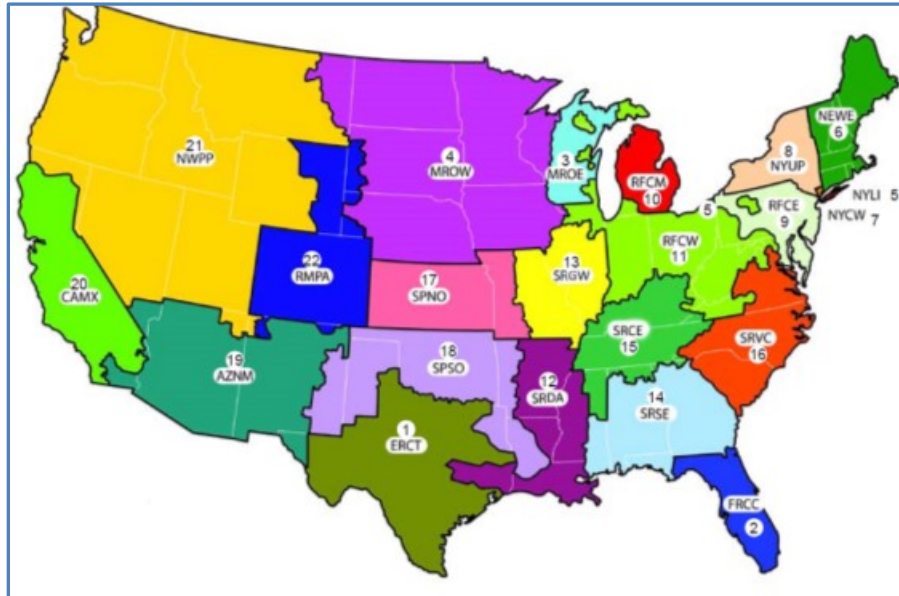 21
NWPP
4
MROW
3
MROE
NEWE
6
8
NYUP
RFCM
10
NYLI 5
NYCW 7
5
RFCE
9
RFCW
11
22
RMPA
13
SRGW
20
CAMX
17
SPNO
SRCE
15
SRVC
16
19
AZNM
18
SPSO
12
SRDA
14
SRSE
1
ERCT
FRCC
2